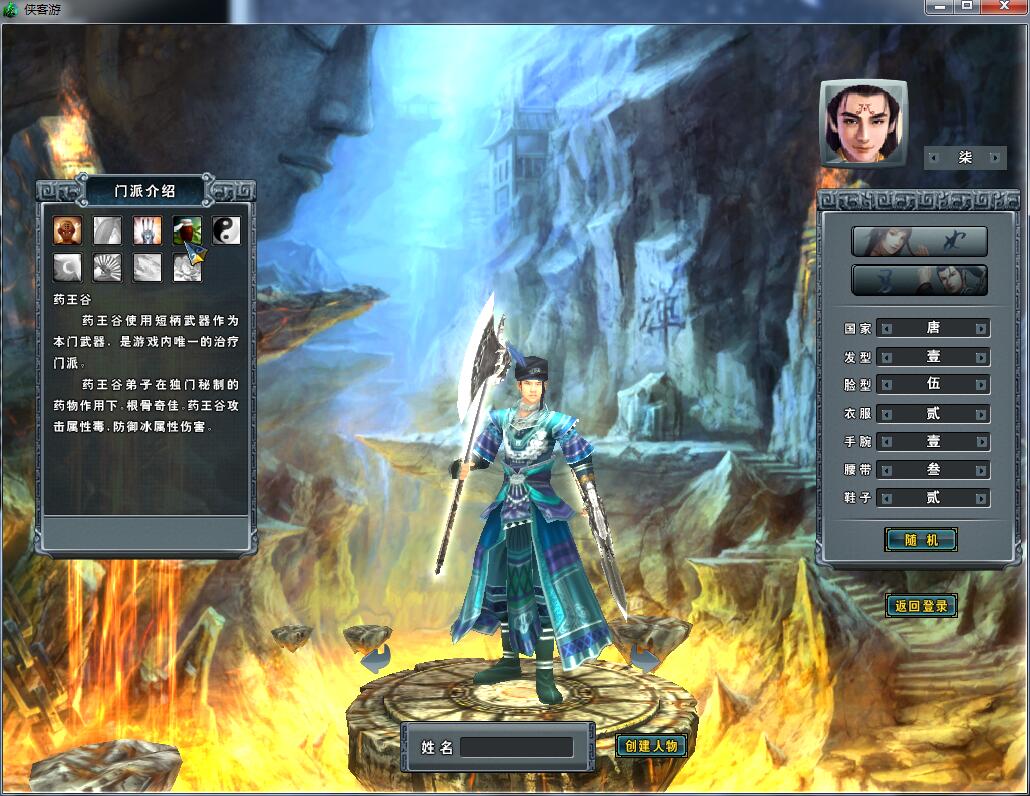 侠客游
门派介绍
药王谷
药王谷使用短柄武器作为
本门武器，是游戏内唯一的治疗
门派。
药王谷弟子在独门秘制的
药物作用下，根骨奇佳。药王谷攻
击属性毒，防御冰属性伤害。
柒
女
国家 唐
发型 壹
脸型 伍
衣服 贰
手腕 壹
腰带 叁
鞋子 贰
随机
返回登录
姓名
创建人物
禅